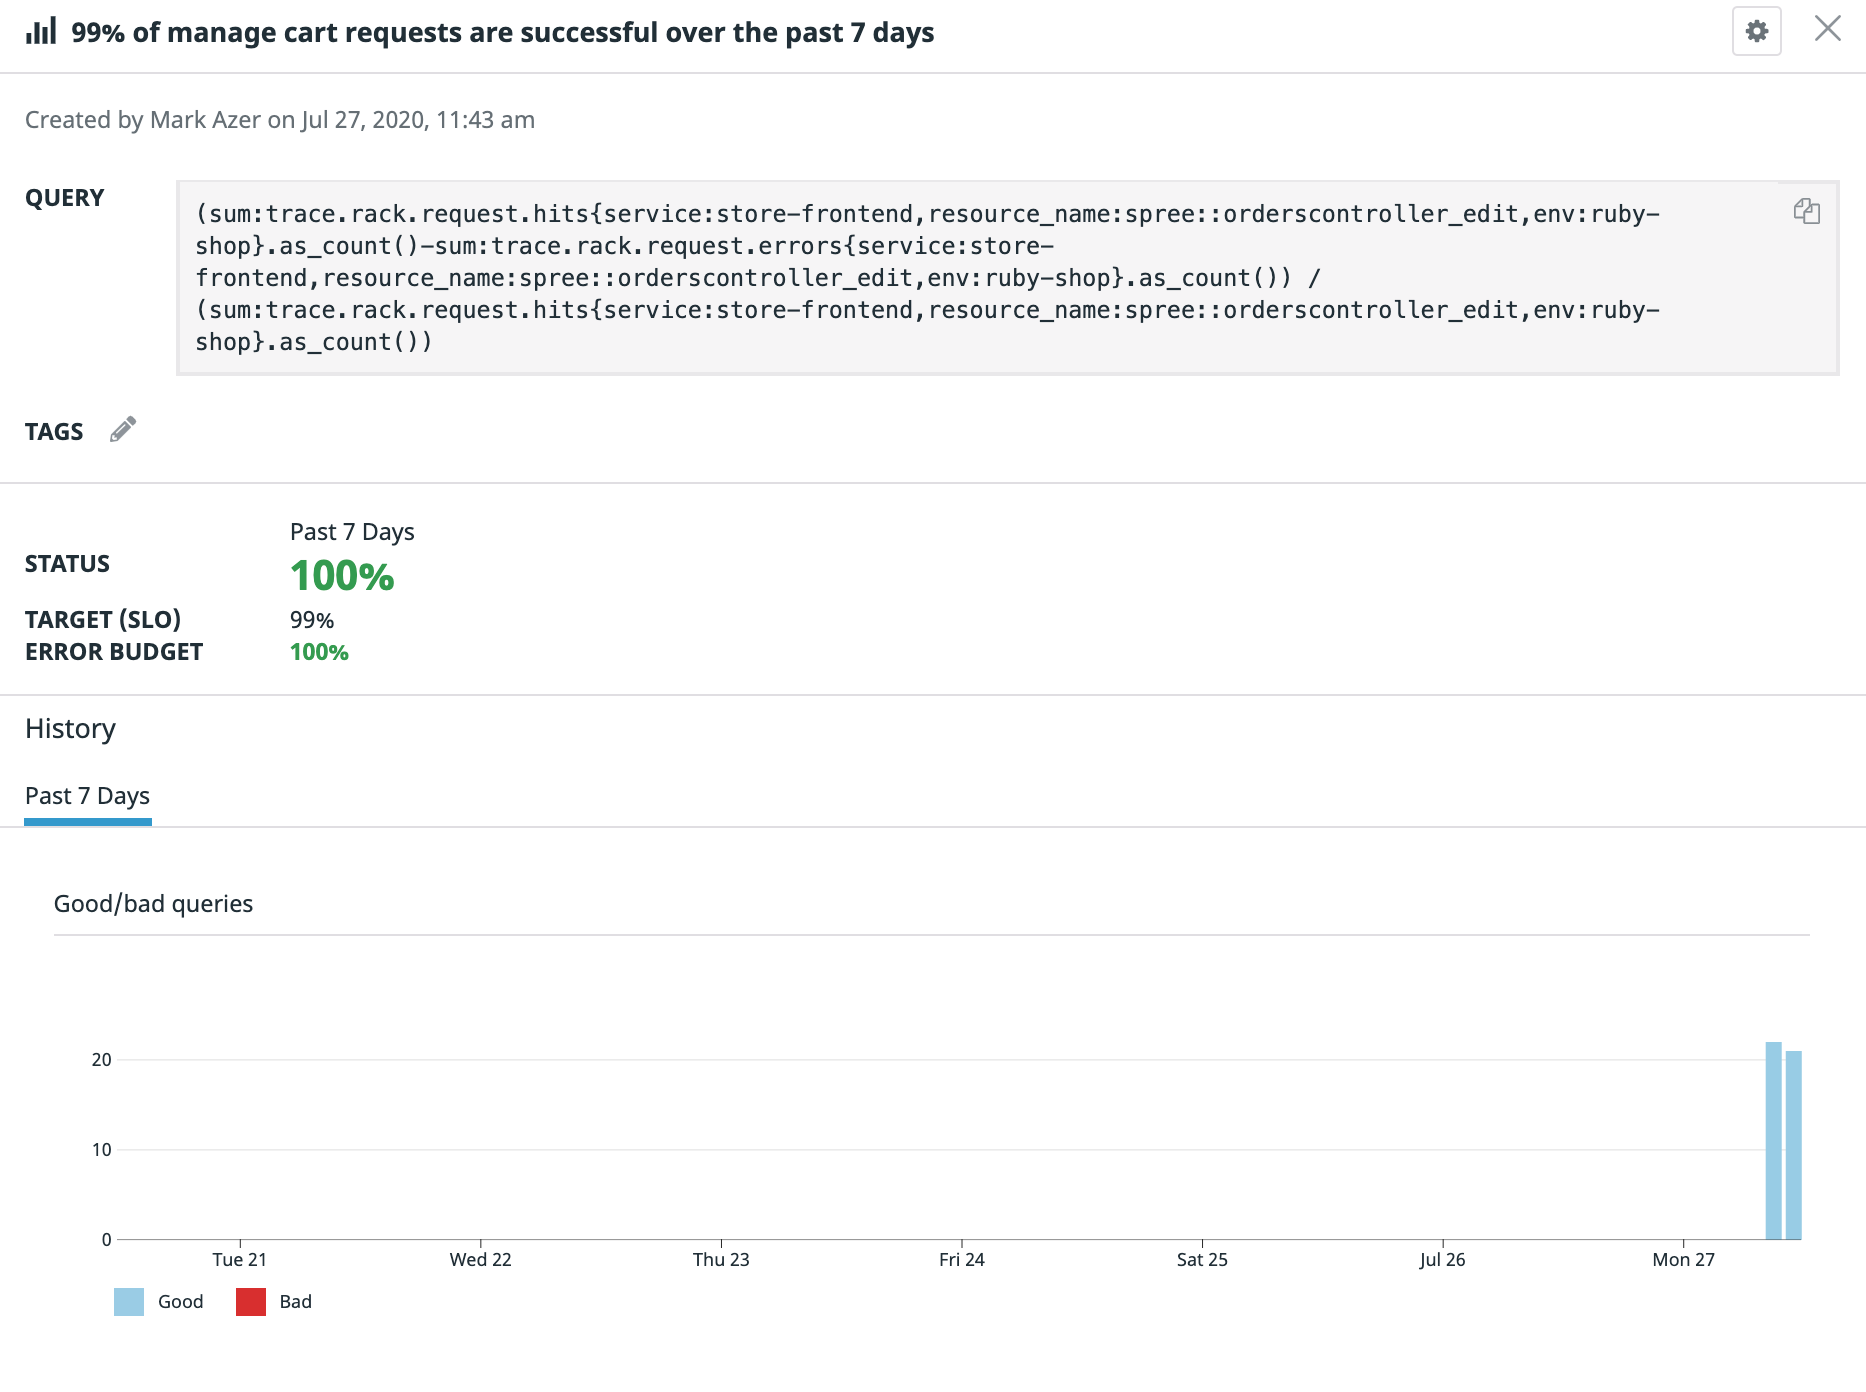 99% of manage cart requests are successful over the past 7 days
Created by Mark Azer on Jul 27, 2020, 11:43 am
QUERY
(sum:trace.rack.request.hits{service:store-frontend,resource_name:spree::orderscontroller_edit,env:ruby-
shop}.as_count()-sum:trace.rack.request.errors{service:store-
frontend,resource_name:spree::orderscontroller_edit,env:ruby-shop}.as_count()) /
(sum:trace.rack.request.hits{service:store-frontend,resource_name:spree::orderscontroller_edit,env:ruby-
shop}.as_count())
TAGS
Past 7 Days
STATUS 100%
TARGET (SLO) 99%
ERROR BUDGET 100%
History
Past 7 Days
Good/bad queries
20
10
0
Tue 21 Wed 22 Thu 23 Fri 24 Sat 25 Jul 26 Mon 27
Good Bad